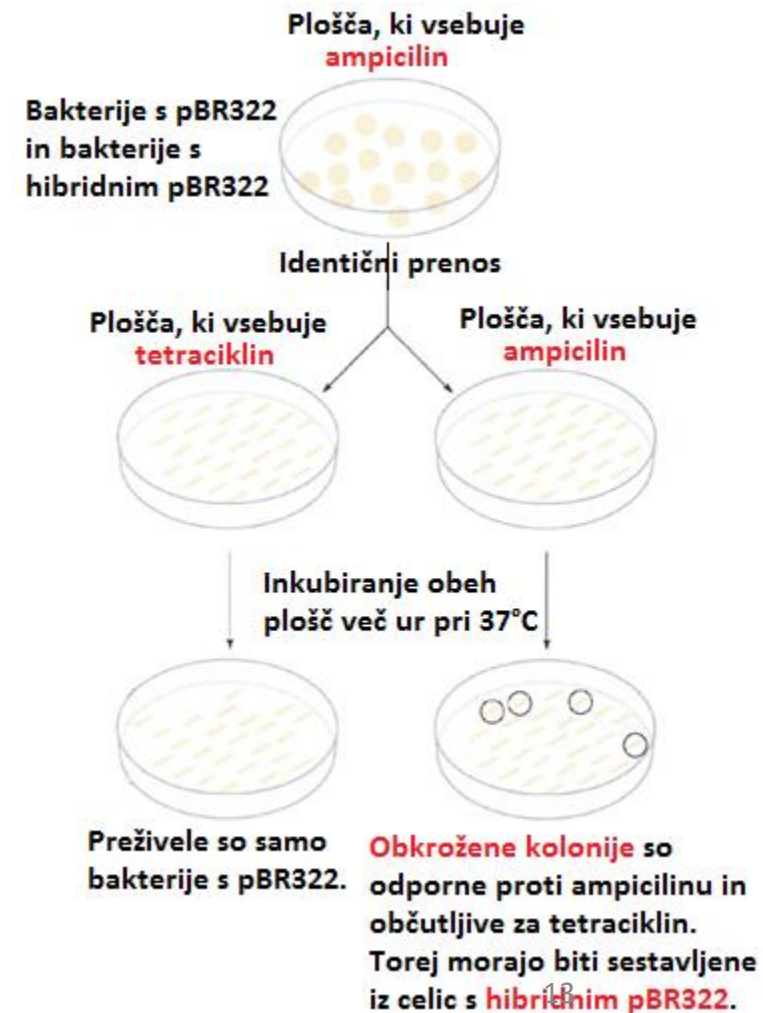 Plošča, ki vsebuje
ampicilin
Bakterije s pBR322
in bakterije s
hibridnim pBR322
Identični prenos
Plošča, ki vsebuje
tetraciklin
Plošča, ki vsebuje
ampicilin
Inkubiranje obeh
plošč več ur pri 37°C
Preživele so samo
bakterije s pBR322.
Obkrožene kolonije so
odporne proti ampicilinu in
občutljive za tetraciklin.
Torej morajo biti sestavljene
iz celic s hibridnim pBR322.
13